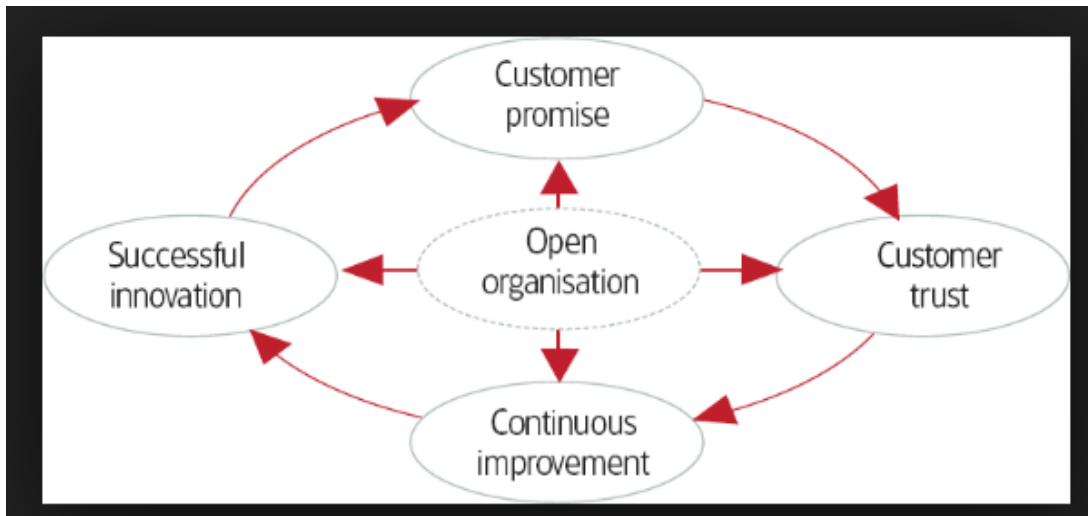 Customer
promise
Successful
innovation
Open
organisation
Customer
trust
Continuous
improvement